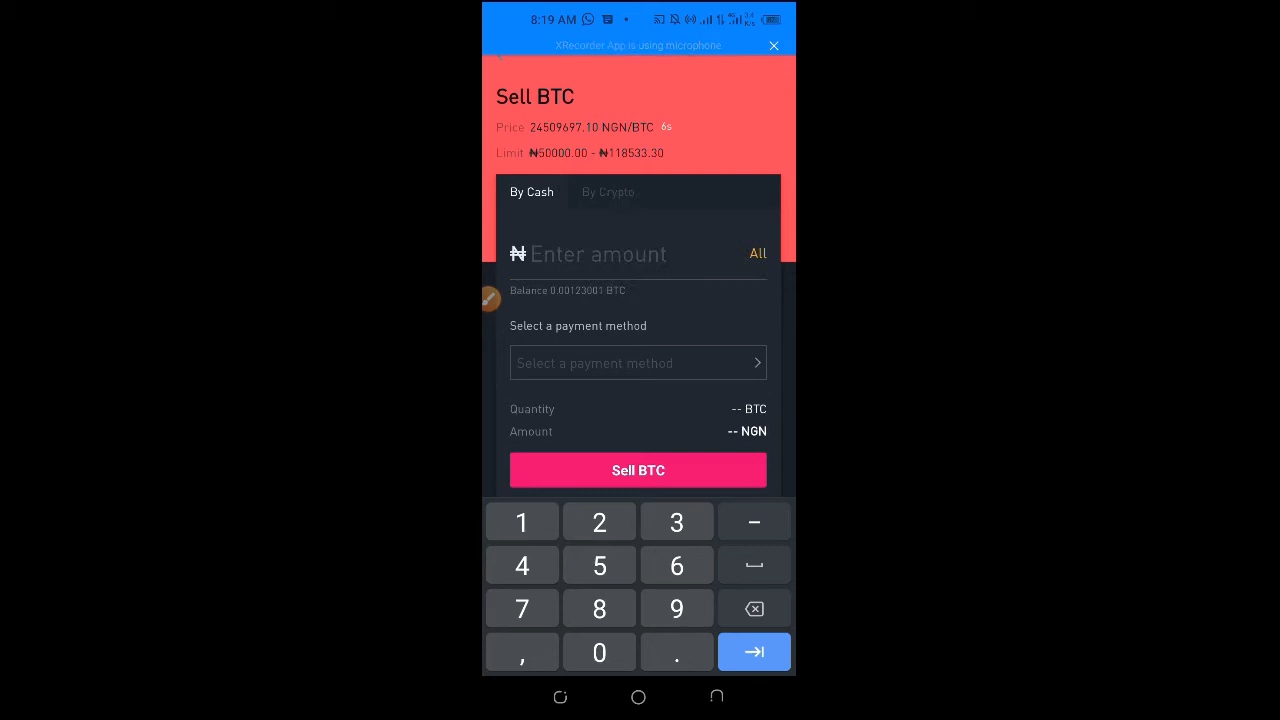 8:19 AM
XRecorder App is using microphone
Sell BTC
Price 24509697.10 NGN/BTC 6s
Limit ₦50000.00 - ₦118533.30
By Cash By Crypto
₦ Enter amount All
Balance 0.00123001 BTC
Select a payment method
Select a payment method
Quantity -- BTC
Amount -- NGN
Sell BTC
1 2 3 -
4 5 6
7 8 9
, 0 .